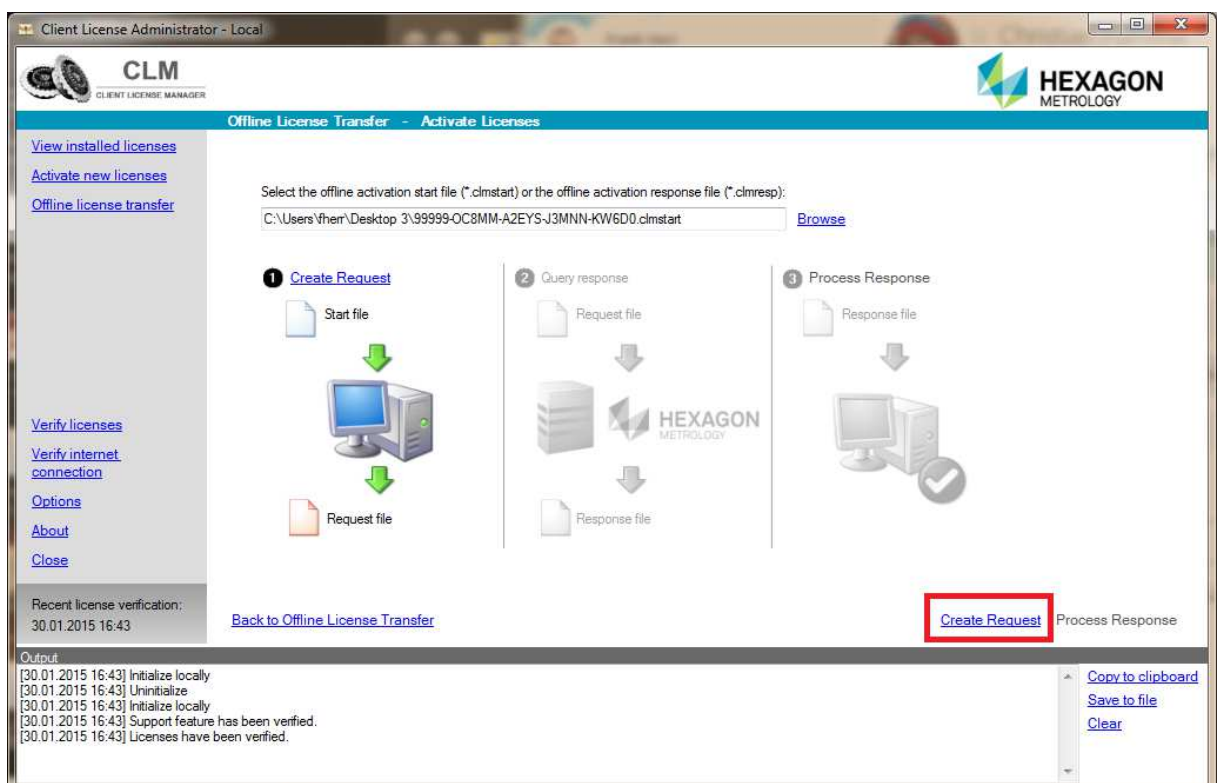 Client License Administrator - Local
CLM
CLIENT LICENSE MANAGER
HEXAGON
METROLOGY
Offline License Transfer - Activate Licenses
View installed licenses
Activate new licenses
Offline license transfer
Select the offline activation start file (*.clmstart) or the offline activation response file (*.clmresp):
C:\Users\fherr\Desktop 3\99999-OC8MM-A2EYS-J3MNN-KW6D0.clmstart
Browse
1 Create Request
Start file
Request file
2 Query response
Request file
HEXAGON
METROLOGY
Response file
3 Process Response
Response file
Verify licenses
Verify internet
connection
Options
About
Close
Recent license verification:
30.01.2015 16:43
Back to Offline License Transfer
Create Request
Process Response
Output
[30.01.2015 16:43] Initialize locally
[30.01.2015 16:43] Uninitialize
[30.01.2015 16:43] Initialize locally
[30.01.2015 16:43] Support feature has been verified.
[30.01.2015 16:43] Licenses have been verified.
Copy to clipboard
Save to file
Clear